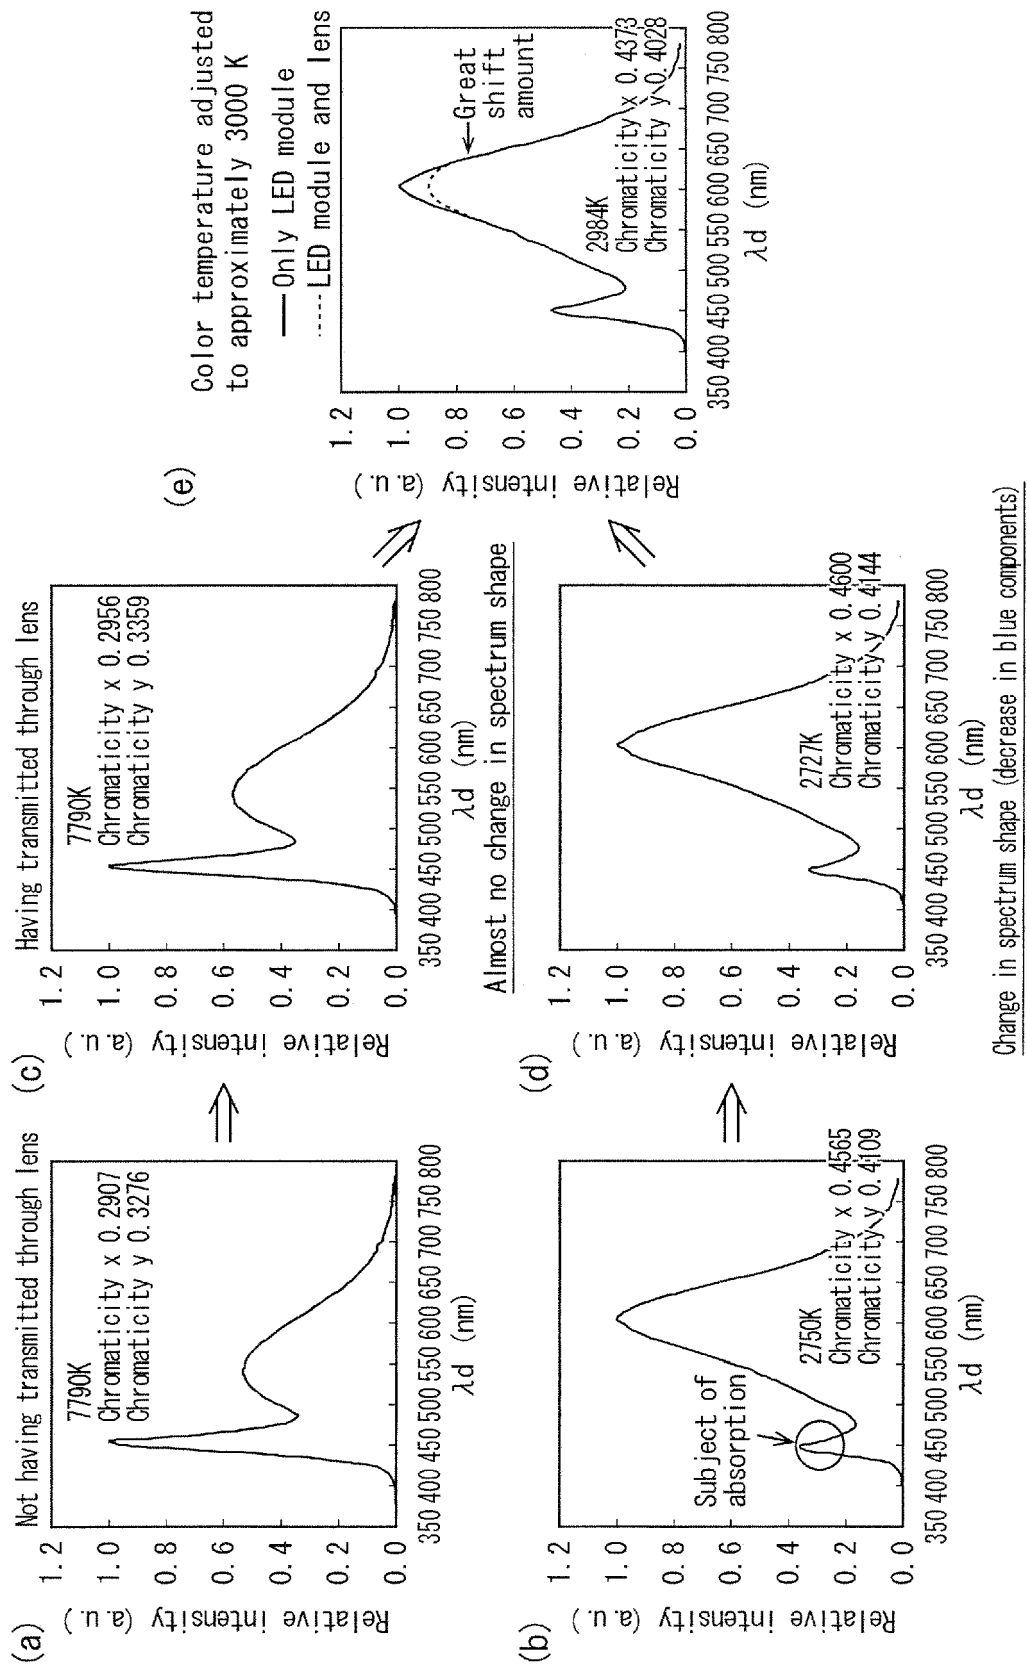 (a)
Not having transmitted through lens
Relative intensity (a.u.)
1.2
1.0
0.8
0.6
0.4
0.2
0.0
7790K
Chromaticity x 0.2907
Chromaticity y 0.3276
350 400 450 500 550 600 650 700 750 800
λd (nm)
(c)
Having transmitted through lens
Relative intensity (a.u.)
1.2
1.0
0.8
0.6
0.4
0.2
0.0
7790K
Chromaticity x 0.2956
Chromaticity y 0.3359
350 400 450 500 550 600 650 700 750 800
λd (nm)
Almost no change in spectrum shape
(b)
Relative intensity (a.u.)
1.2
1.0
0.8
0.6
0.4
0.2
0.0
Subject of
absorption
2750K
Chromaticity x 0.4565
Chromaticity y 0.4109
350 400 450 500 550 600 650 700 750 800
λd (nm)
(d)
Relative intensity (a.u.)
1.2
1.0
0.8
0.6
0.4
0.2
0.0
2727K
Chromaticity x 0.4600
Chromaticity y 0.4144
350 400 450 500 550 600 650 700 750 800
λd (nm)
Change in spectrum shape (decrease in blue components)
(e)
Color temperature adjusted
to approximately 3000 K
Only LED module
LED module and lens
Relative intensity (a.u.)
1.2
1.0
0.8
0.6
0.4
0.2
0.0
Great
shift
amount
2984K
Chromaticity x 0.4373
Chromaticity y 0.4028
350 400 450 500 550 600 650 700 750 800
λd (nm)